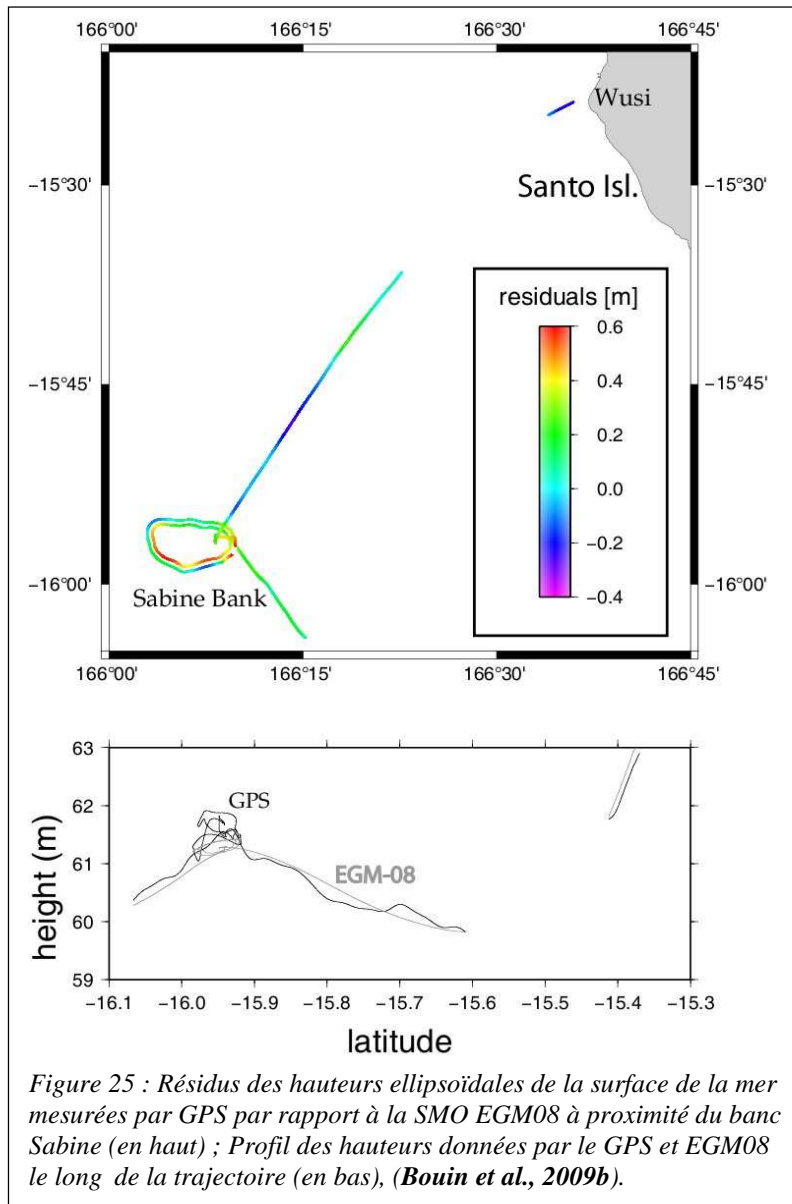 166°00' 166°15' 166°30' 166°45'
Wusi
−15°30' Santo Isl. −15°30'
residuals [m]
0.6
0.4
−15°45' −15°45'
0.2
0.0
−0.2
−16°00' Sabine Bank −0.4 −16°00'
166°00' 166°15' 166°30' 166°45'
63
GPS
62
61
EGM-08
60
59
height (m)
−16.1 −16.0 −15.9 −15.8 −15.7 −15.6 −15.5 −15.4 −15.3
latitude
Figure 25 : Résidus des hauteurs ellipsoïdales de la surface de la mer
mesurées par GPS par rapport à la SMO EGM08 à proximité du banc
Sabine (en haut) ; Profil des hauteurs données par le GPS et EGM08
le long de la trajectoire (en bas), (Bouin et al., 2009b).